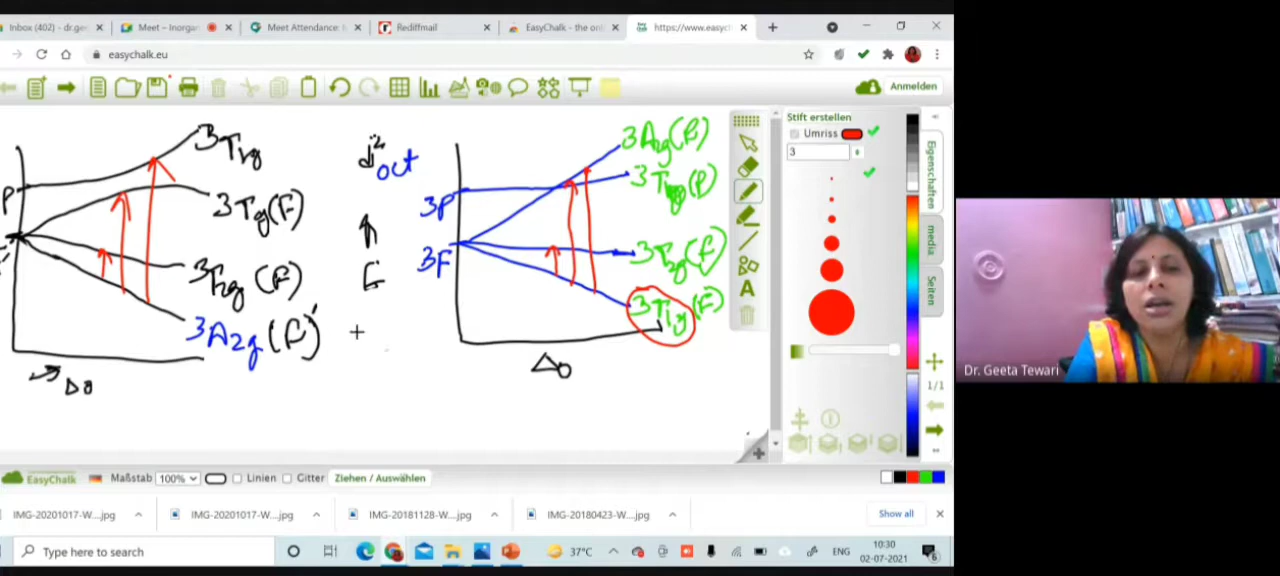 Inbox (402) - dr.ge
Meet – Inorgan
Meet Attendance: l
Rediffmail
EasyChalk - the onl
https://www.easyc
easychalk.eu
Anmelden
Stift erstellen
Umriss
3
Eigenschaften
media
Seiten
1/1
P
3T1g
3Tg(F)
3T2g (F)
3A2g (F)
Δo
d2
oct
3P
3F
3A2g(F)
(P)
3T2g(F)
3T1g (F)
Δo
+
EasyChalk
Maßstab 100%
Linien
Gitter
Ziehen / Auswählen
IMG-20201017-W....jpg
IMG-20201017-W....jpg
IMG-20181128-W....jpg
IMG-20180423-W....jpg
Show all
Type here to search
37°C
ENG
10:30
02-07-2021
6
Dr. Geeta Tewari